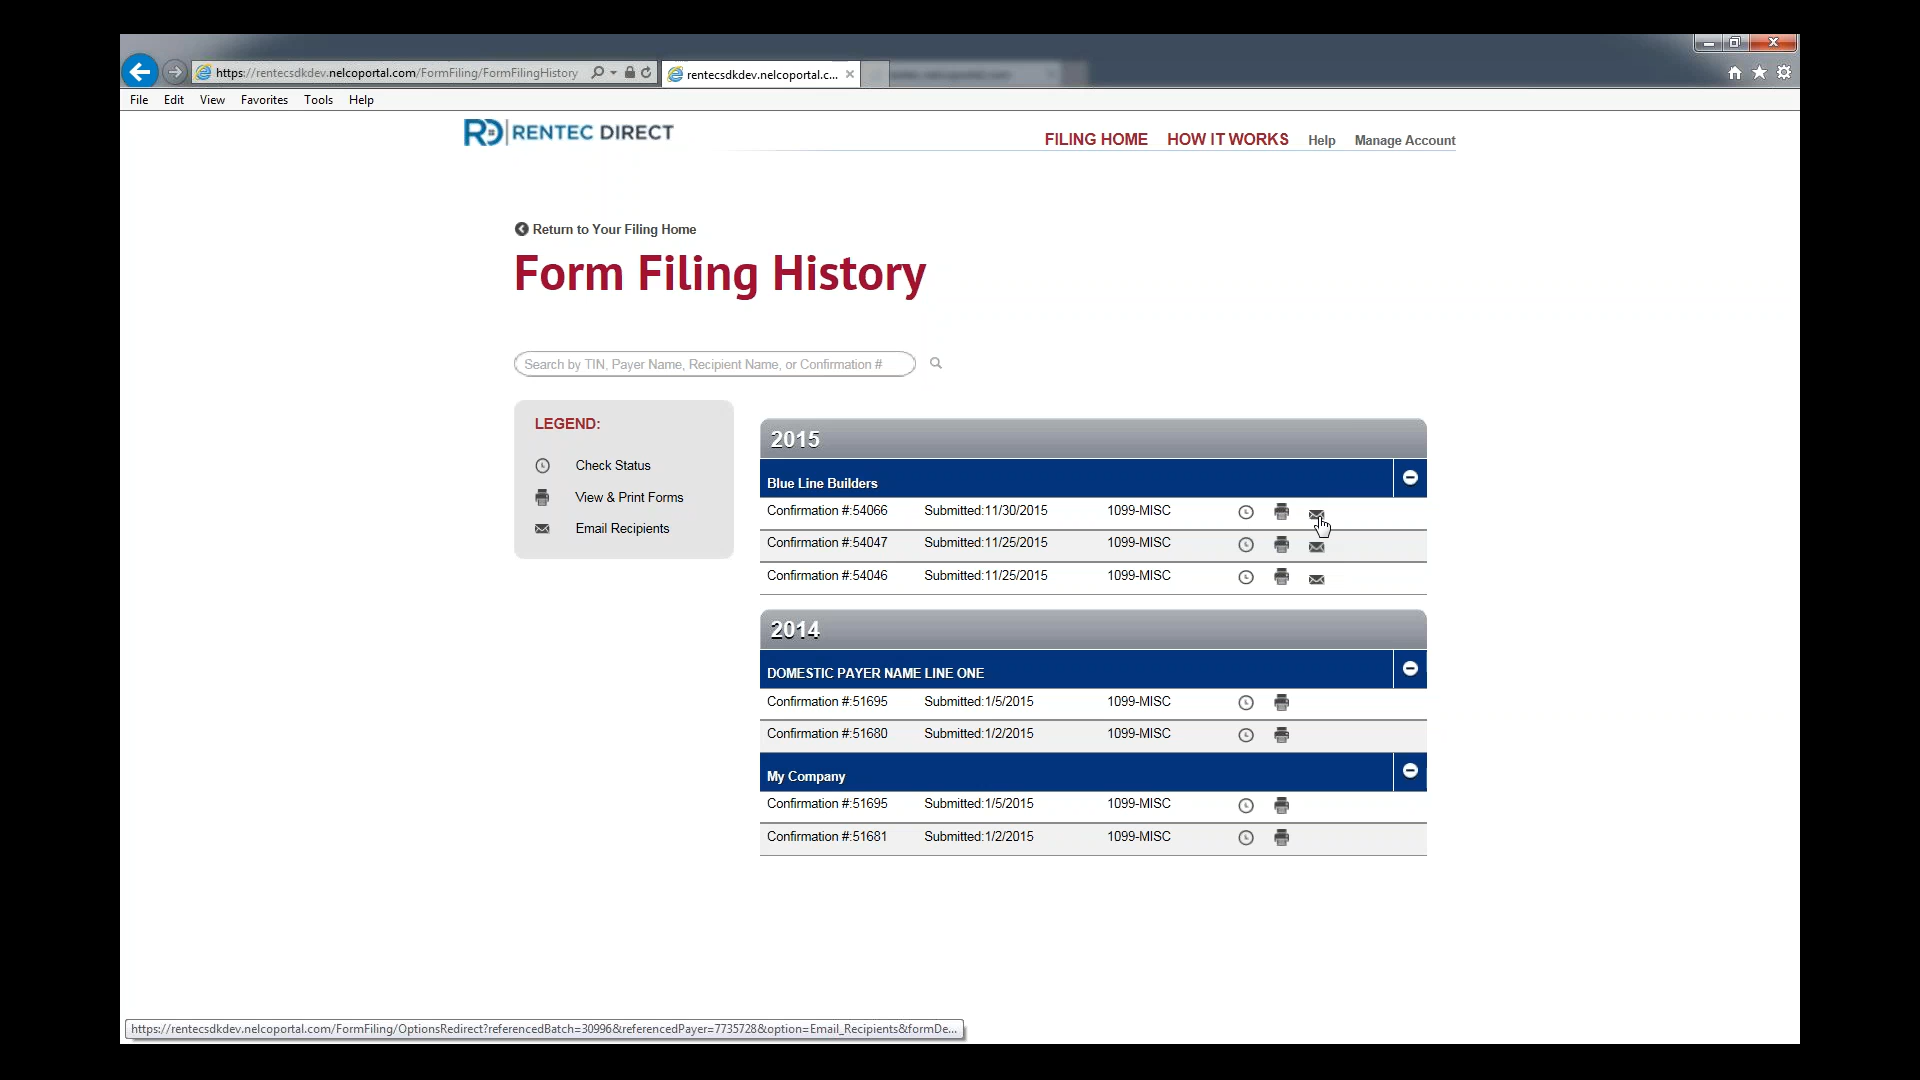 https://rentecsdkdev.nelcoportal.com/FormFiling/FormFilingHistory
rentecsdkdev.nelcoportal.c...
File Edit View Favorites Tools Help
RD RENTEC DIRECT
FILING HOME HOW IT WORKS Help Manage Account
Return to Your Filing Home
Form Filing History
Search by TIN, Payer Name, Recipient Name, or Confirmation #
LEGEND:
Check Status
View & Print Forms
Email Recipients
2015
Blue Line Builders
Confirmation #:54066 Submitted:11/30/2015 1099-MISC
Confirmation #:54047 Submitted:11/25/2015 1099-MISC
Confirmation #:54046 Submitted:11/25/2015 1099-MISC
2014
DOMESTIC PAYER NAME LINE ONE
Confirmation #:51695 Submitted:1/5/2015 1099-MISC
Confirmation #:51680 Submitted:1/2/2015 1099-MISC
My Company
Confirmation #:51695 Submitted:1/5/2015 1099-MISC
Confirmation #:51681 Submitted:1/2/2015 1099-MISC
https://rentecsdkdev.nelcoportal.com/FormFiling/OptionsRedirect?referencedBatch=30996&referencedPayer=7735728&option=Email_Recipients&formDe...